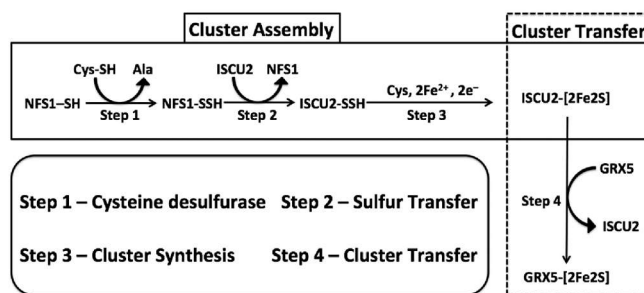 Cluster Assembly
Cluster Transfer
Cys-SH Ala ISCU2 NFS1
Cys, 2Fe²⁺, 2e⁻
NFS1–SH NFS1-SSH ISCU2-SSH ISCU2-[2Fe2S]
Step 1 Step 2 Step 3
GRX5
Step 4
ISCU2
GRX5-[2Fe2S]
Step 1 – Cysteine desulfurase Step 2 – Sulfur Transfer
Step 3 – Cluster Synthesis Step 4 – Cluster Transfer